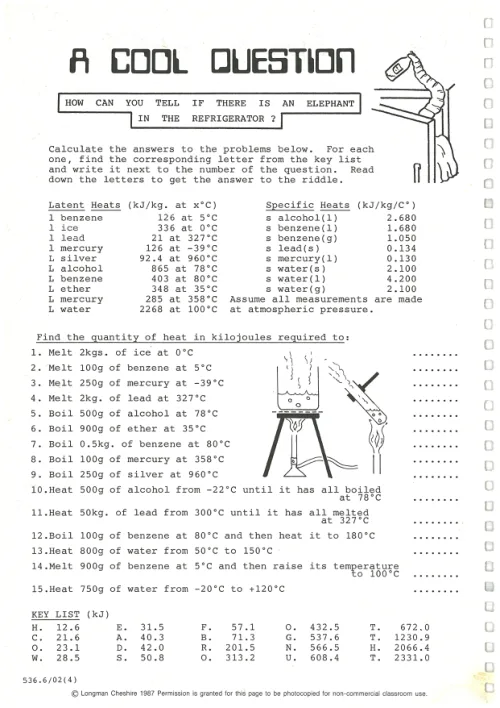 A COOL QUESTION
HOW CAN YOU TELL IF THERE IS AN ELEPHANT
IN THE REFRIGERATOR ?
Calculate the answers to the problems below. For each
one, find the corresponding letter from the key list
and write it next to the number of the question. Read
down the letters to get the answer to the riddle.
Latent Heats (kJ/kg. at x°C) Specific Heats (kJ/kg/C°)
l benzene 126 at 5°C s alcohol(l) 2.680
l ice 336 at 0°C s benzene(l) 1.680
l lead 21 at 327°C s benzene(g) 1.050
l mercury 126 at -39°C s lead(s) 0.134
L silver 92.4 at 960°C s mercury(l) 0.130
L alcohol 865 at 78°C s water(s) 2.100
L benzene 403 at 80°C s water(l) 4.200
L ether 348 at 35°C s water(g) 2.100
L mercury 285 at 358°C Assume all measurements are made
L water 2268 at 100°C at atmospheric pressure.
Find the quantity of heat in kilojoules required to:
1. Melt 2kgs. of ice at 0°C ........
2. Melt 100g of benzene at 5°C ........
3. Melt 250g of mercury at -39°C ........
4. Melt 2kg. of lead at 327°C ........
5. Boil 500g of alcohol at 78°C ........
6. Boil 900g of ether at 35°C ........
7. Boil 0.5kg. of benzene at 80°C ........
8. Boil 100g of mercury at 358°C ........
9. Boil 250g of silver at 960°C ........
10.Heat 500g of alcohol from -22°C until it has all boiled
at 78°C ........
11.Heat 50kg. of lead from 300°C until it has all melted
at 327°C ........
12.Boil 100g of benzene at 80°C and then heat it to 180°C ........
13.Heat 800g of water from 50°C to 150°C ........
14.Melt 900g of benzene at 5°C and then raise its temperature
to 100°C ........
15.Heat 750g of water from -20°C to +120°C ........
KEY LIST (kJ)
H. 12.6 E. 31.5 F. 57.1 O. 432.5 T. 672.0
C. 21.6 A. 40.3 B. 71.3 G. 537.6 T. 1230.9
O. 23.1 D. 42.0 R. 201.5 N. 566.5 H. 2066.4
W. 28.5 S. 50.8 O. 313.2 U. 608.4 T. 2331.0
536.6/02(4)
© Longman Cheshire 1987 Permission is granted for this page to be photocopied for non-commercial classroom use.